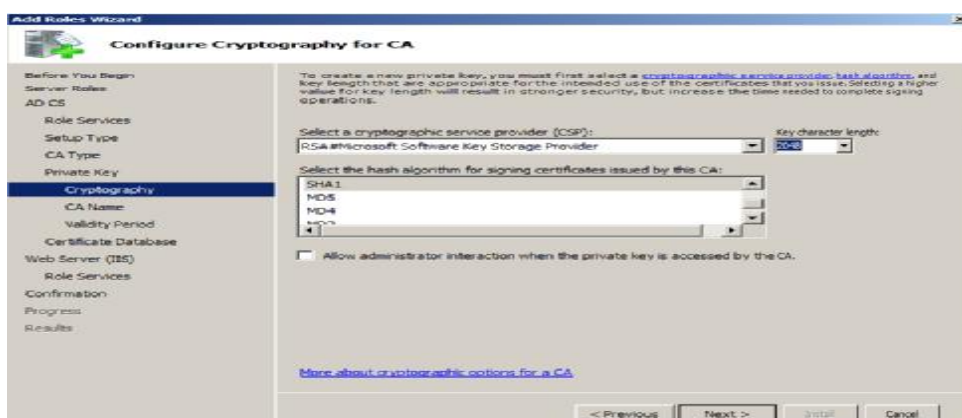 Add Roles Wizard
Configure Cryptography for CA
Before You Begin
Server Roles
AD CS
Role Services
Setup Type
CA Type
Private Key
Cryptography
CA Name
Validity Period
Certificate Database
Web Server (IIS)
Role Services
Confirmation
Progress
Results
To create a new private key, you must first select a cryptographic service provider, hash algorithm, and
key length that are appropriate for the intended use of the certificates that you issue. Selecting a higher
value for key length will result in stronger security, but increase the time needed to complete signing
operations.
Select a cryptographic service provider (CSP):
Key character length:
RSA#Microsoft Software Key Storage Provider
2048
Select the hash algorithm for signing certificates issued by this CA:
SHA1
MD5
MD4
Allow administrator interaction when the private key is accessed by the CA.
More about cryptographic options for a CA
< Previous
Next >
Install
Cancel